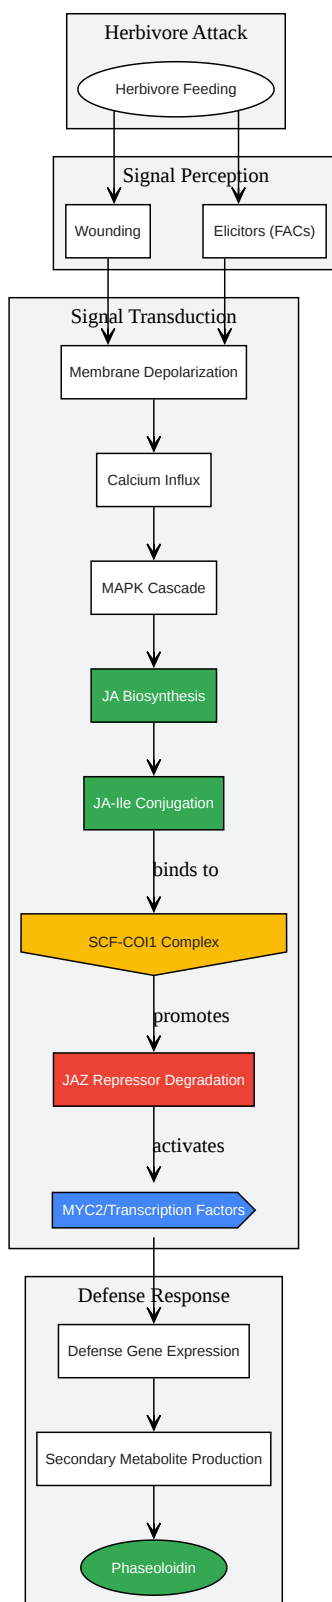 Herbivore Attack
Herbivore Feeding
Signal Perception
Wounding
Elicitors (FACs)
Signal Transduction
Membrane Depolarization
Calcium Influx
MAPK Cascade
JA Biosynthesis
JA-Ile Conjugation
binds to
SCF-COI1 Complex
promotes
JAZ Repressor Degradation
activates
MYC2/Transcription Factors
Defense Response
Defense Gene Expression
Secondary Metabolite Production
Phaseoloidin